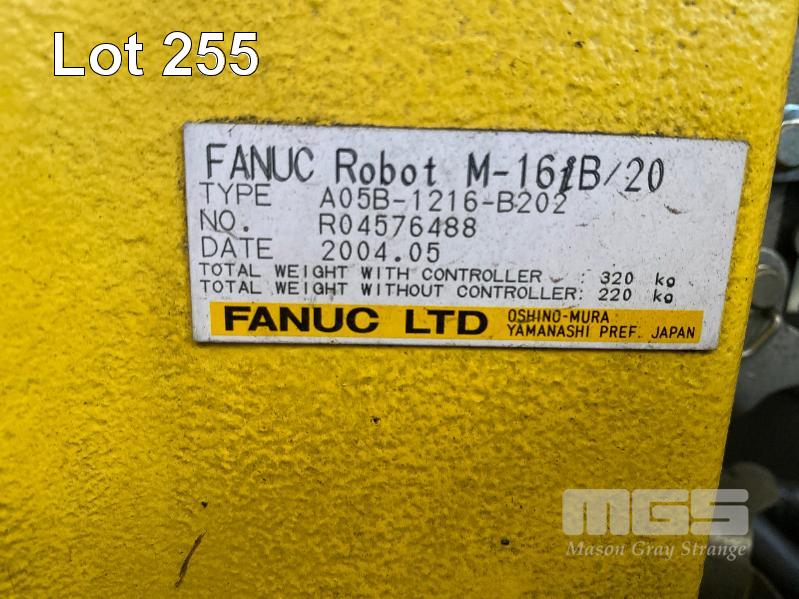 Lot 255
FANUC Robot M-16iB/20
TYPE A05B-1216-B202
NO. R04576488
DATE 2004.05
TOTAL WEIGHT WITH CONTROLLER : 320 kg
TOTAL WEIGHT WITHOUT CONTROLLER: 220 kg
FANUC LTD OSHINO-MURA
YAMANASHI PREF. JAPAN
MGS
Mason Gray Strange